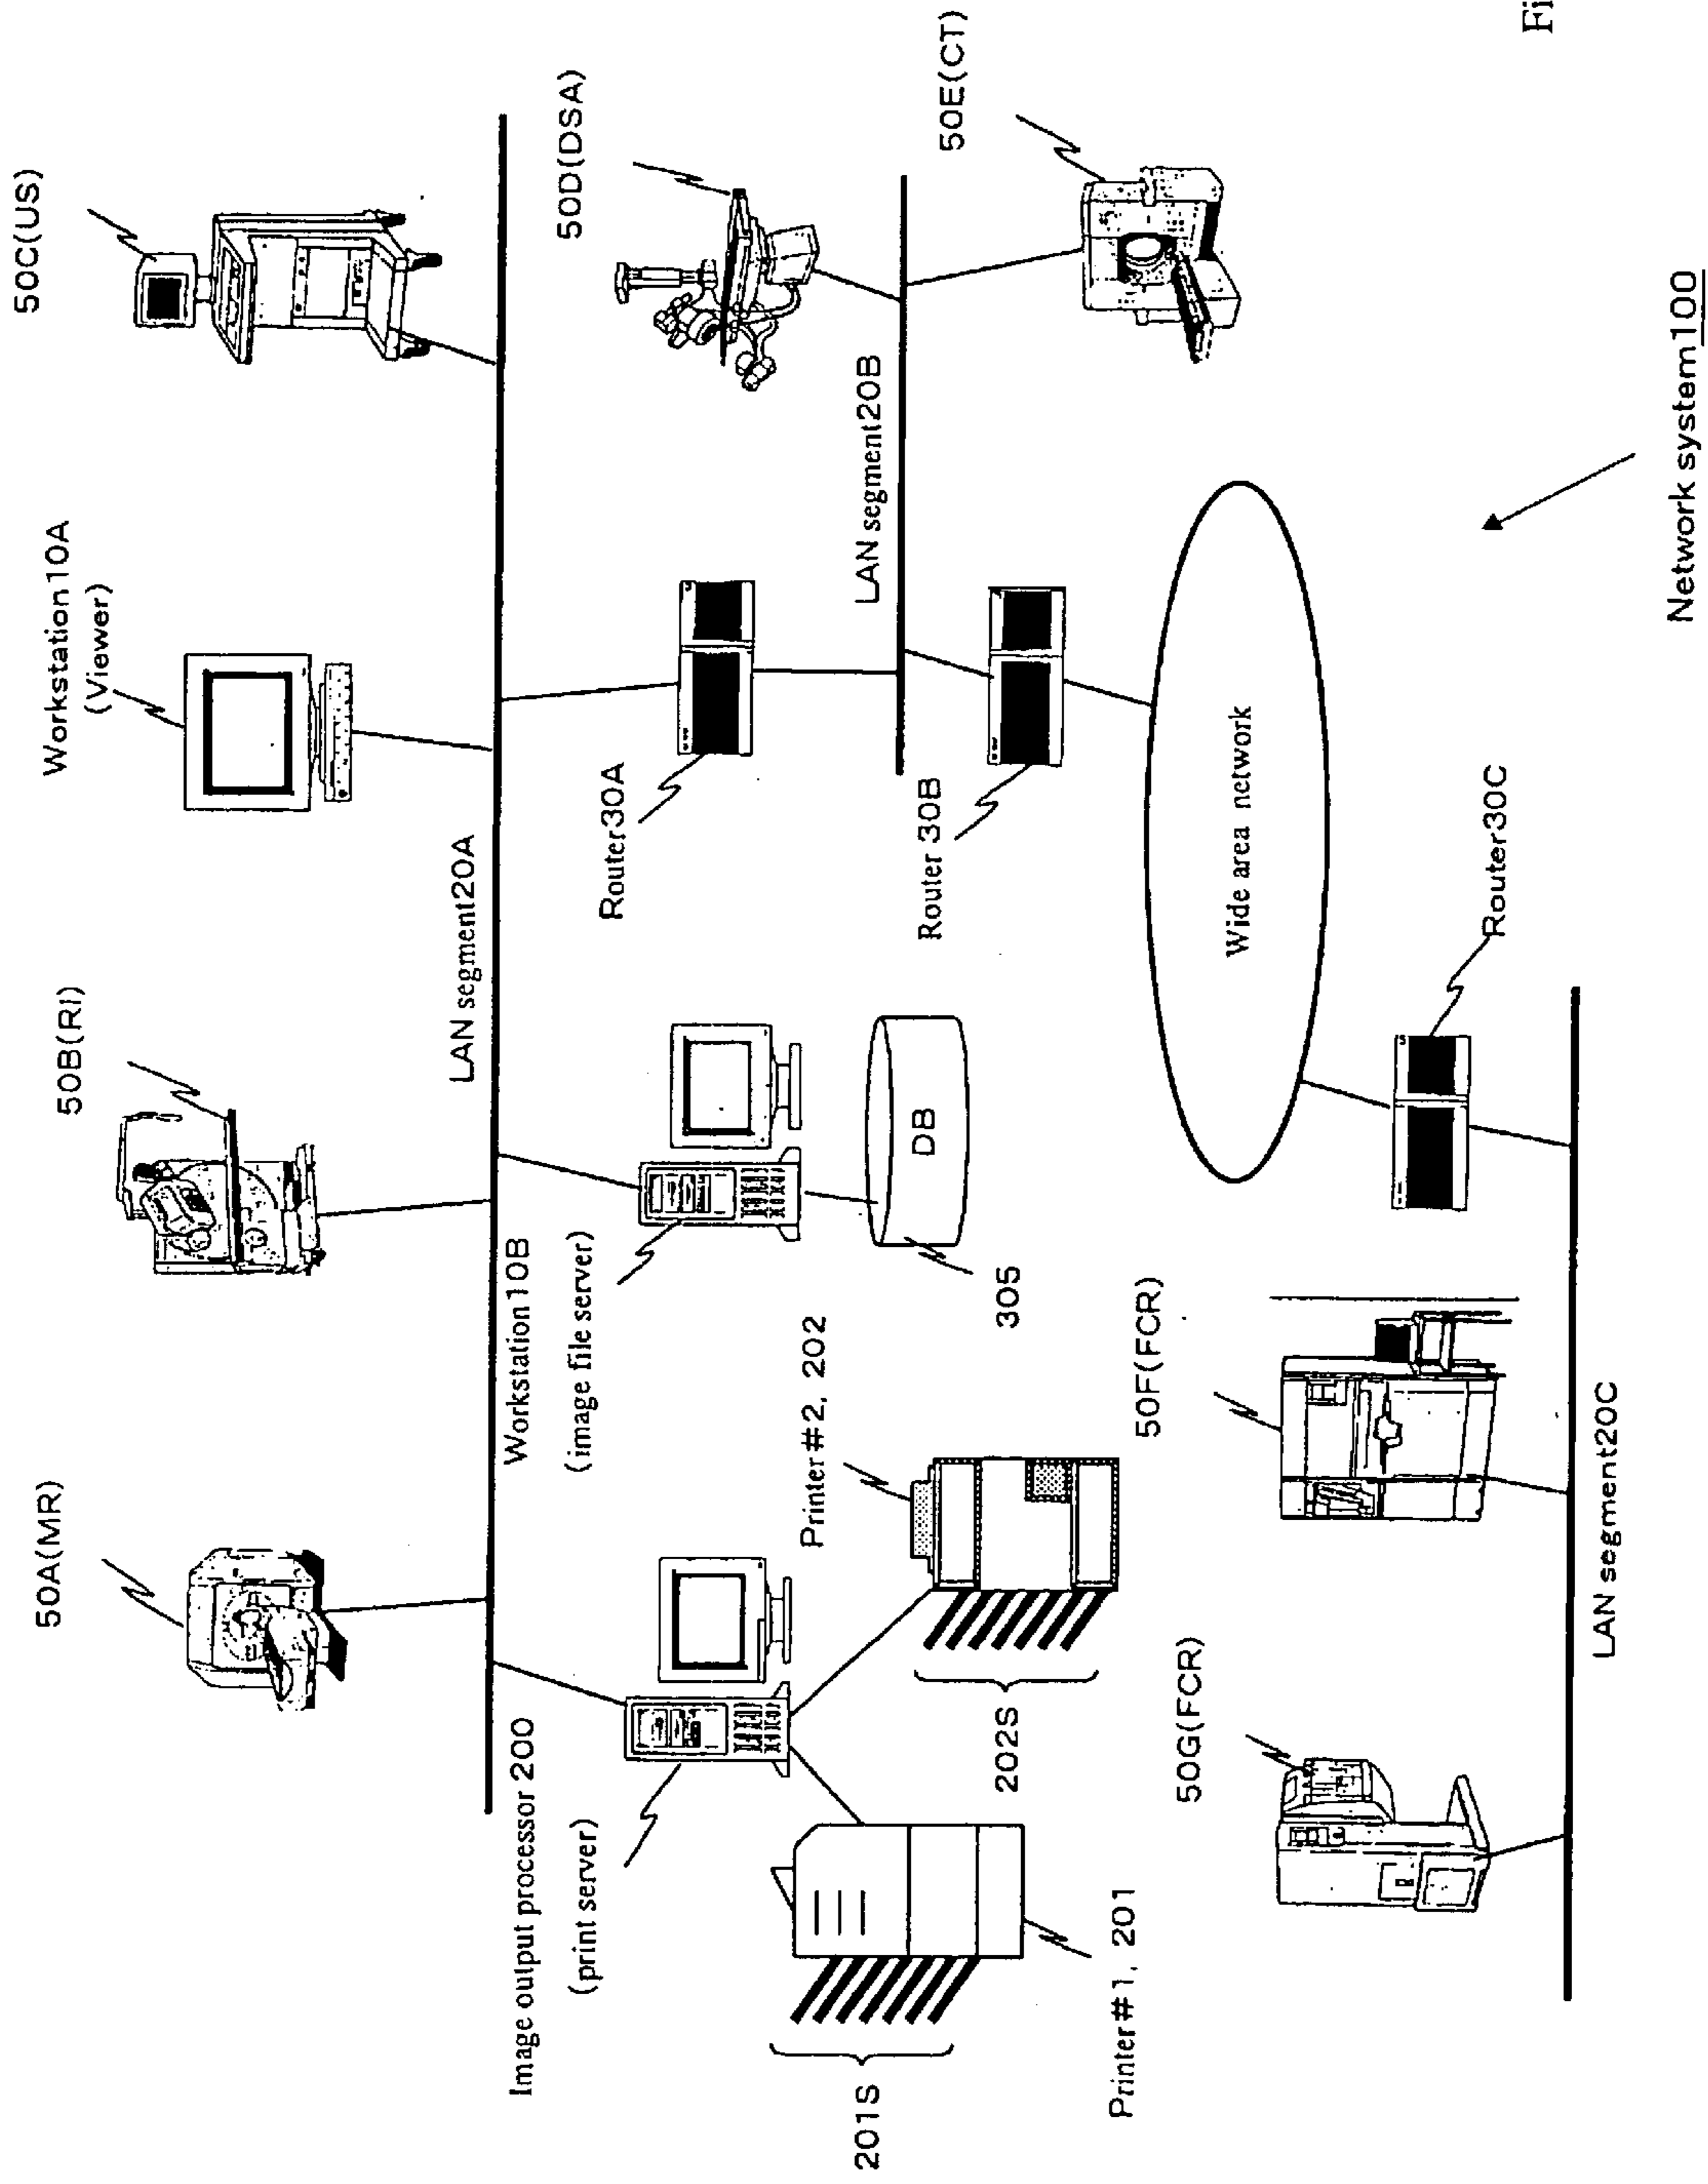 50A(MR)
50B(RI)
Workstation10A
(Viewer)
50C(US)
LAN segment20A
Image output processor 200
(print server)
Workstation10B
(image file server)
Router30A
50D(DSA)
LAN segment20B
201S
Printer#1, 201
202S
Printer#2, 202
305
DB
Router 30B
50E(CT)
Wide area network
50G(FCR)
50F(FCR)
Router30C
LAN segment20C
Network system100
Fi